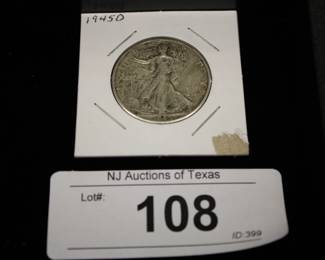 1945D
NJ Auctions of Texas
Lot#:
108
ID:399